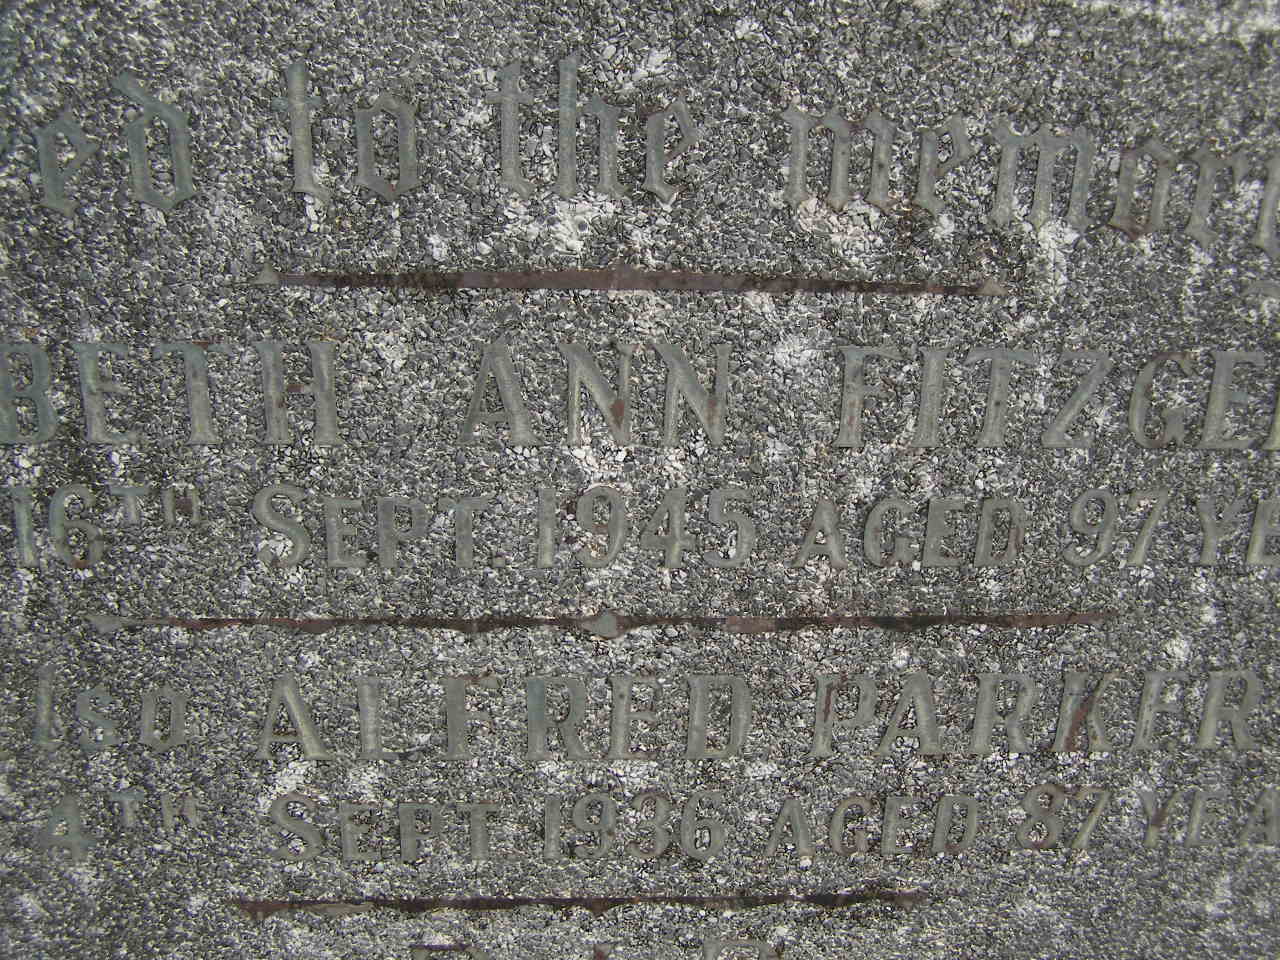 ed to the memor
BETH ANN FITZGE
16TH SEPT. 1945 AGED 97 YE
lso ALFRED PARKER
4TH SEPT 1936 AGED 87 YEA